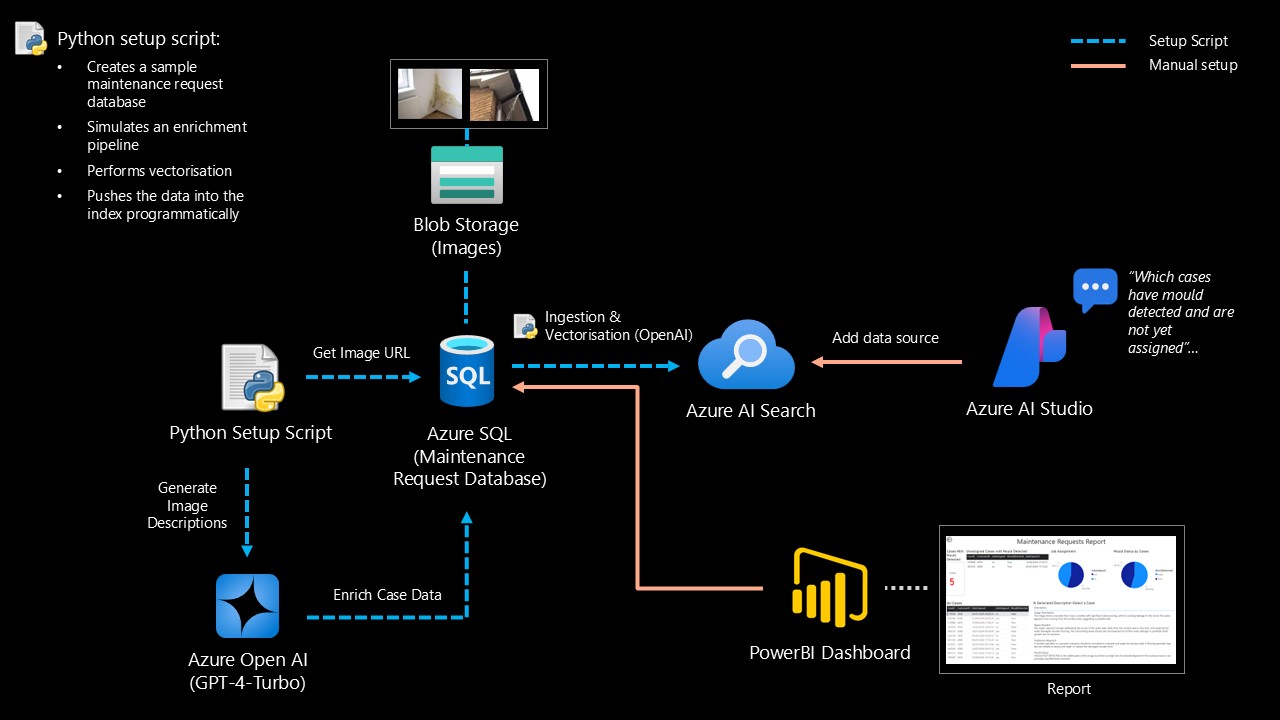 Python setup script:
• Creates a sample
maintenance request
database
• Simulates an enrichment
pipeline
• Performs vectorisation
• Pushes the data into the
index programmatically
Setup Script
Manual setup
Blob Storage
(Images)
Ingestion &
Vectorisation (OpenAI)
"Which cases
have mould
detected and are
not yet
assigned"...
Get Image URL
SQL
Add data source
Azure AI Search
Azure AI Studio
Python Setup Script
Azure SQL
(Maintenance
Request Database)
Generate
Image
Descriptions
Enrich Case Data
Azure OpenAI
(GPT-4-Turbo)
PowerBI Dashboard
Maintenance Requests Report
Cases With
Mould
Detected
5
Unassigned Cases with Mould Detected
Job Assignment
Mould Status by Cases
All Cases
AI Generated Description (Select a Case)
Report